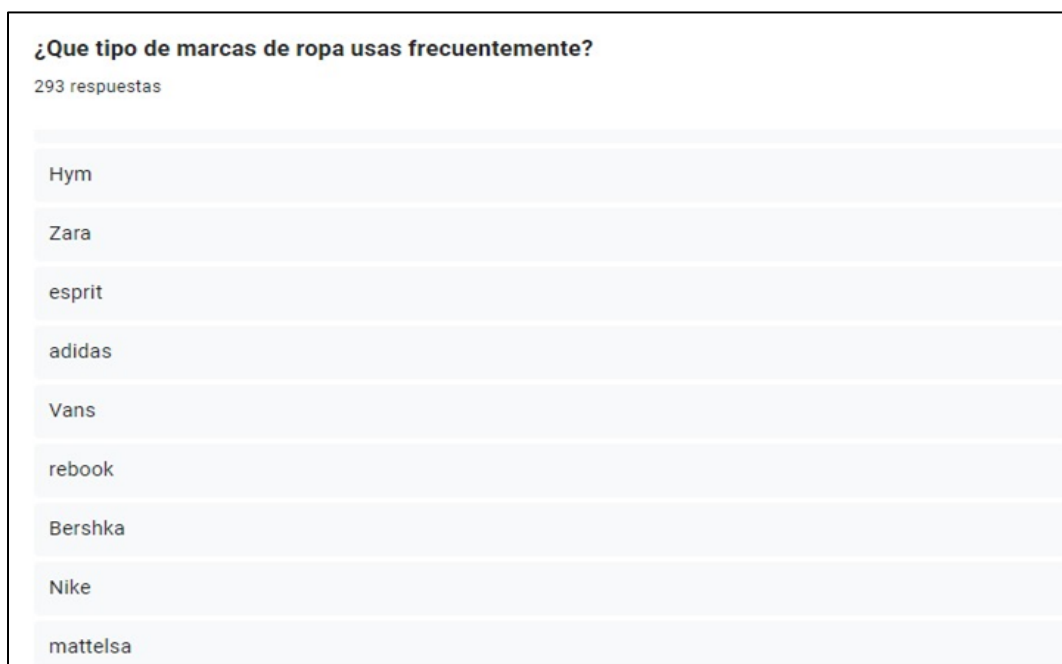 ¿Que tipo de marcas de ropa usas frecuentemente?
293 respuestas
Hym
Zara
esprit
adidas
Vans
rebook
Bershka
Nike
mattelsa